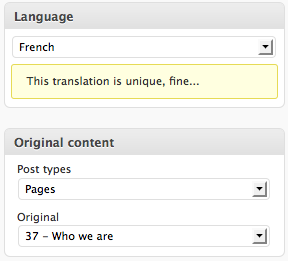 Language
French
This translation is unique, fine...
Original content
Post types
Pages
Original
37 - Who we are